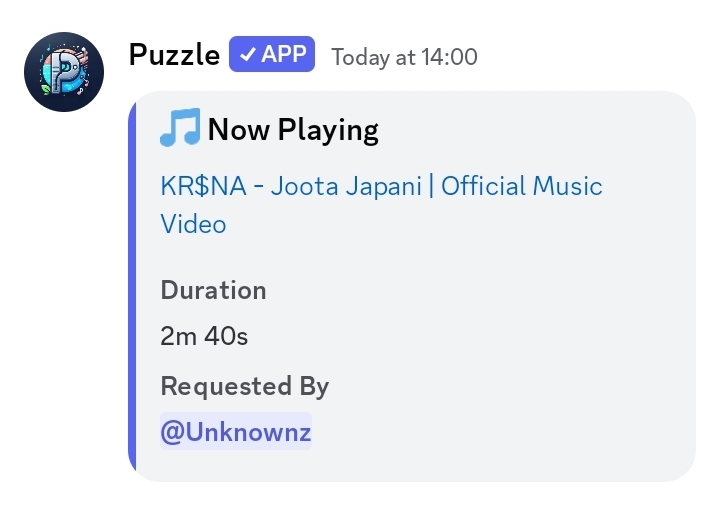 Puzzle ✓ APP Today at 14:00
🎵 Now Playing
KR$NA - Joota Japani | Official Music
Video
Duration
2m 40s
Requested By
@Unknownz